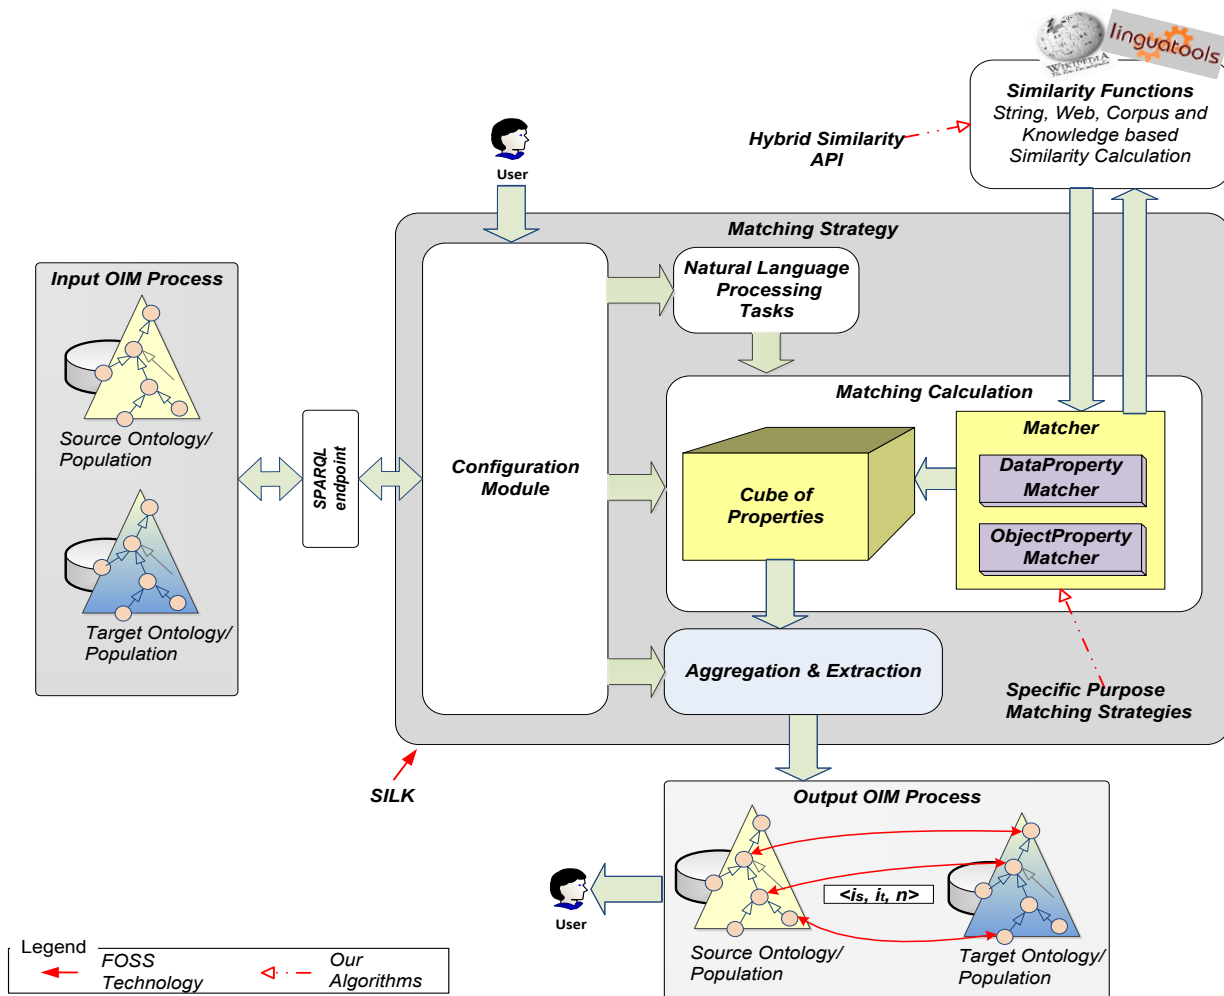 WIKIPEDIA
linguatools
Similarity Functions
String, Web, Corpus and
Knowledge based
Similarity Calculation
Hybrid Similarity
API
User
Matching Strategy
Input OIM Process
Natural Language
Processing
Tasks
Source Ontology/
Population
SPARQL
endpoint
Configuration
Module
Matching Calculation
Matcher
DataProperty
Matcher
ObjectProperty
Matcher
Cube of
Properties
Target Ontology/
Population
Aggregation & Extraction
Specific Purpose
Matching Strategies
SILK
Output OIM Process
<is, it, n>
User
Source Ontology/
Population
Target Ontology/
Population
Legend
FOSS
Technology
Our
Algorithms